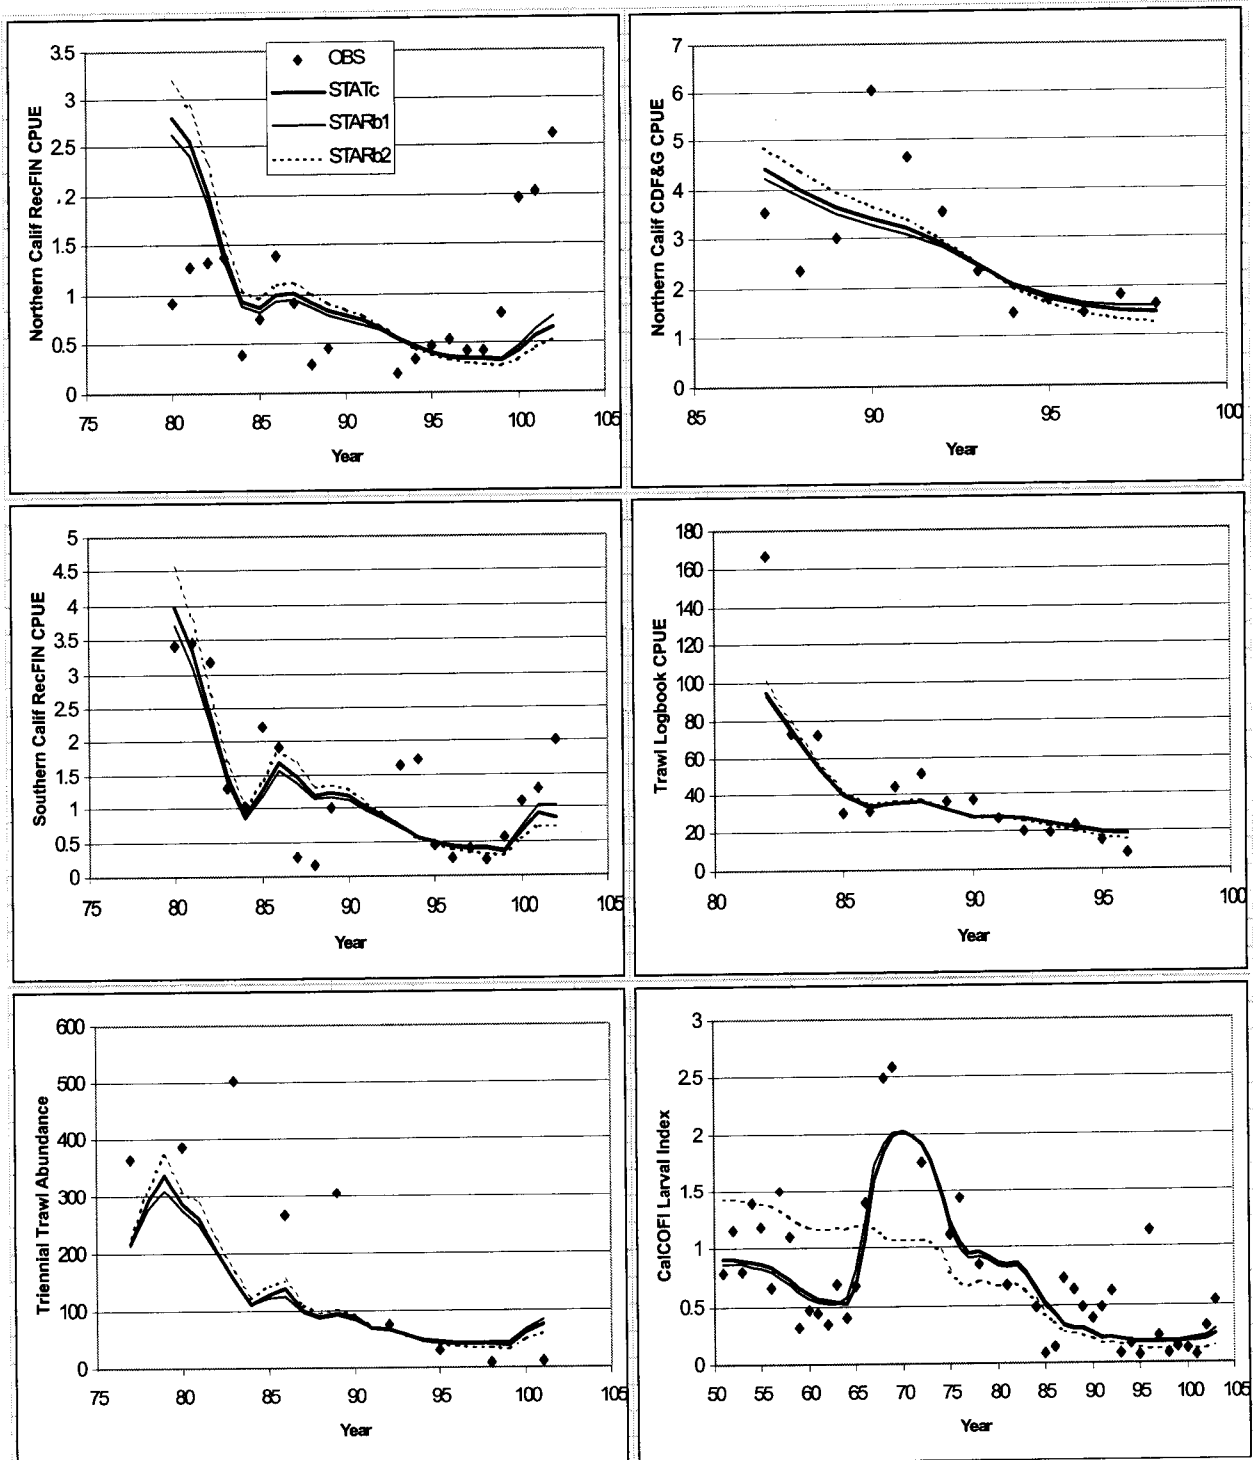 Northern Calif RecFIN CPUE
3.5
3
2.5
2
1.5
1
0.5
0
75 80 85 90 95 100 105
Year
OBS
STATc
STARb1
STARb2
Northern Calif CDF&G CPUE
7
6
5
4
3
2
1
0
85 90 95 100
Year
Southern Calif RecFIN CPUE
5
4.5
4
3.5
3
2.5
2
1.5
1
0.5
0
75 80 85 90 95 100 105
Year
Trawl Logbook CPUE
180
160
140
120
100
80
60
40
20
0
80 85 90 95 100
Year
Triennial Trawl Abundance
600
500
400
300
200
100
0
75 80 85 90 95 100 105
Year
CalCOFI Larval Index
3
2.5
2
1.5
1
0.5
0
50 55 60 65 70 75 80 85 90 95 100 105
Year